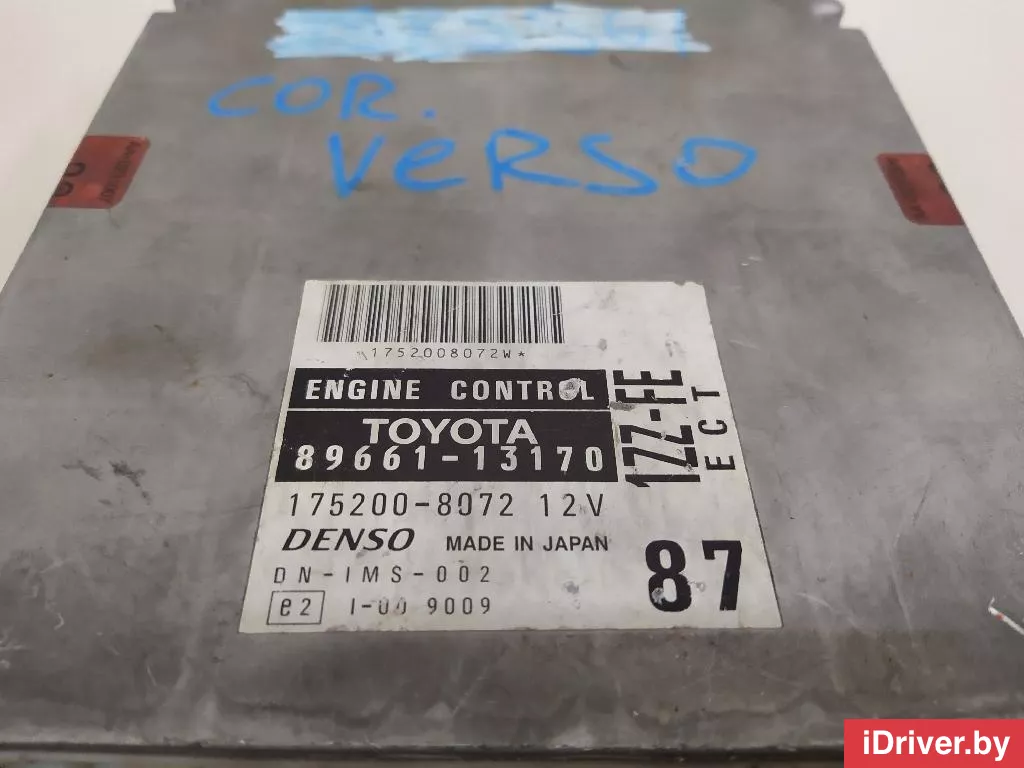 COR.
VERSO
1752008072W*
ENGINE CONTROL
TOYOTA
89661-13170
1ZZ-FE
ECT
175200-8072 12V
DENSO MADE IN JAPAN
DN-IMS-002
87
e2 I-00 9009
iDriver.by